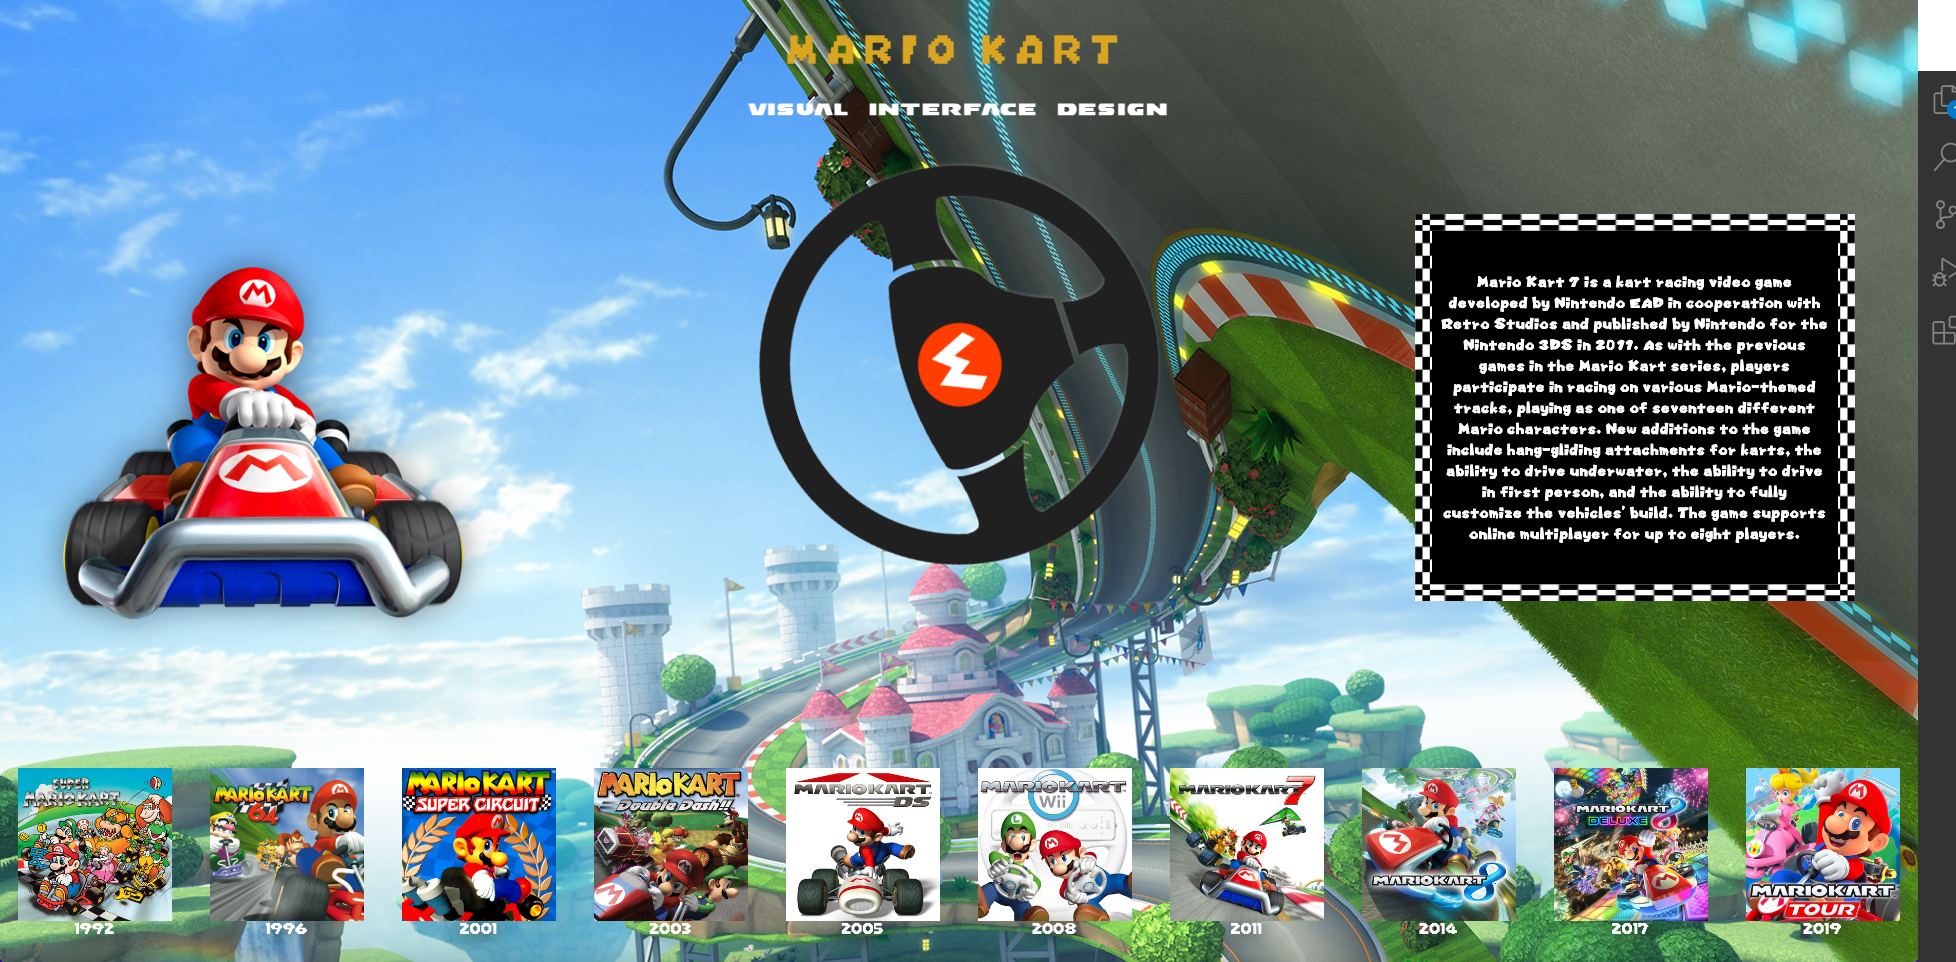 MARIO KART
VISUAL INTERFACE DESIGN
Mario Kart 7 is a kart racing video game
developed by Nintendo EAD in cooperation with
Retro Studios and published by Nintendo for the
Nintendo 3DS in 2011. As with the previous
games in the Mario Kart series, players
participate in racing on various Mario-themed
tracks, playing as one of seventeen different
Mario characters. New additions to the game
include hang-gliding attachments for karts, the
ability to drive underwater, the ability to drive
in first person, and the ability to fully
customize the vehicles' build. The game supports
online multiplayer for up to eight players.
SUPER
MARIO KART
MARIO KART
64
MARIO KART
SUPER CIRCUIT
MARIO KART
Double Dash!!
MARIO KART
DS
MARIO KART
Wii
MARIO KART 7
MARIO KART 8
MARIO KART 8
DELUXE
MARIO KART
TOUR
1992
1996
2001
2003
2005
2008
2011
2014
2017
2019